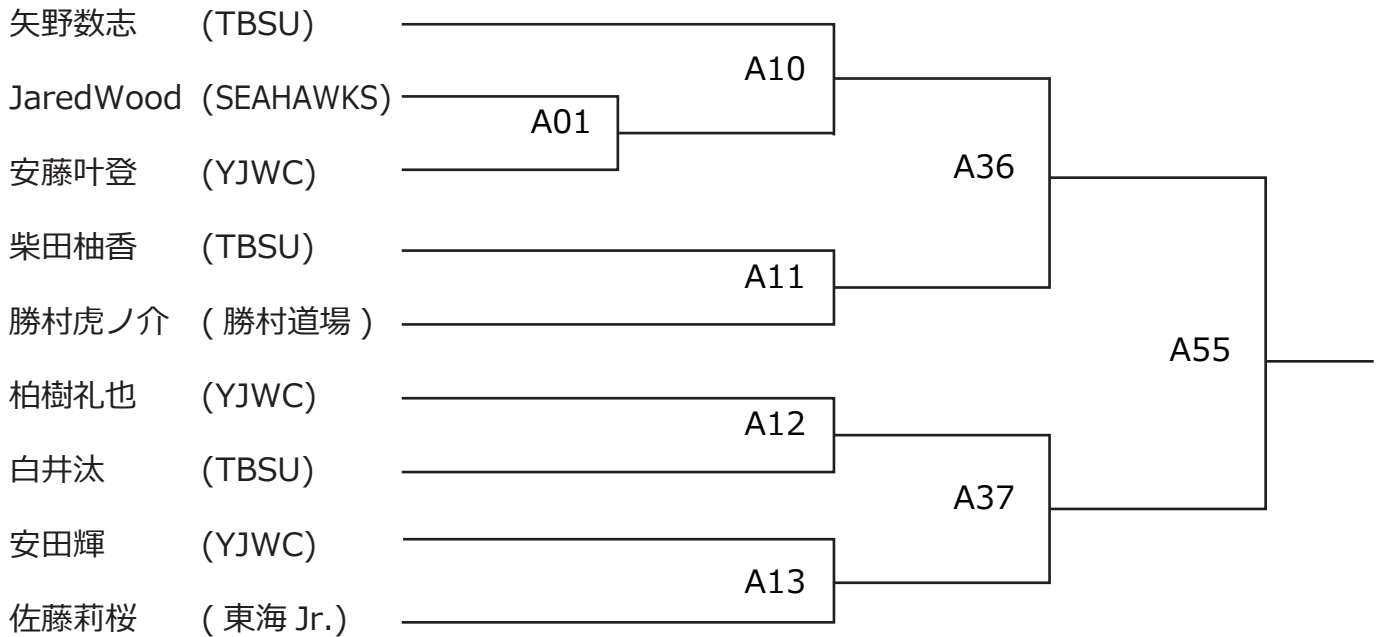 矢野数志 (TBSU)
A10
JaredWood (SEAHAWKS)
A01
安藤叶登 (YJWC)
A36
柴田柚香 (TBSU)
A11
勝村虎ノ介 ( 勝村道場 )
A55
柏樹礼也 (YJWC)
A12
白井汰 (TBSU)
A37
安田輝 (YJWC)
A13
佐藤莉桜 ( 東海 Jr.)